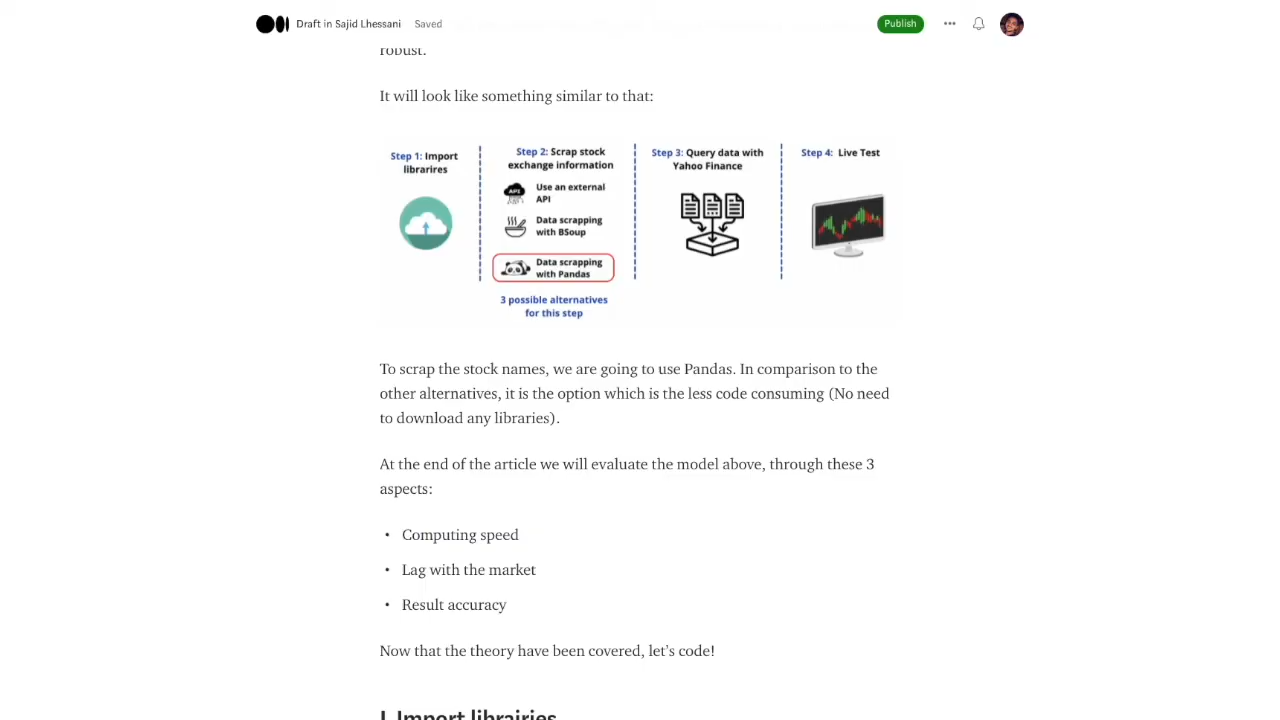 Draft in Sajid Lhessani Saved Publish
robust.
It will look like something similar to that:
Step 1: Import
librarires
Step 2: Scrap stock
exchange information
API
Use an external
API
Data scrapping
with BSoup
Data scrapping
with Pandas
3 possible alternatives
for this step
Step 3: Query data with
Yahoo Finance
Step 4: Live Test
To scrap the stock names, we are going to use Pandas. In comparison to the
other alternatives, it is the option which is the less code consuming (No need
to download any libraries).
At the end of the article we will evaluate the model above, through these 3
aspects:
• Computing speed
• Lag with the market
• Result accuracy
Now that the theory have been covered, let's code!
I. Import librairies